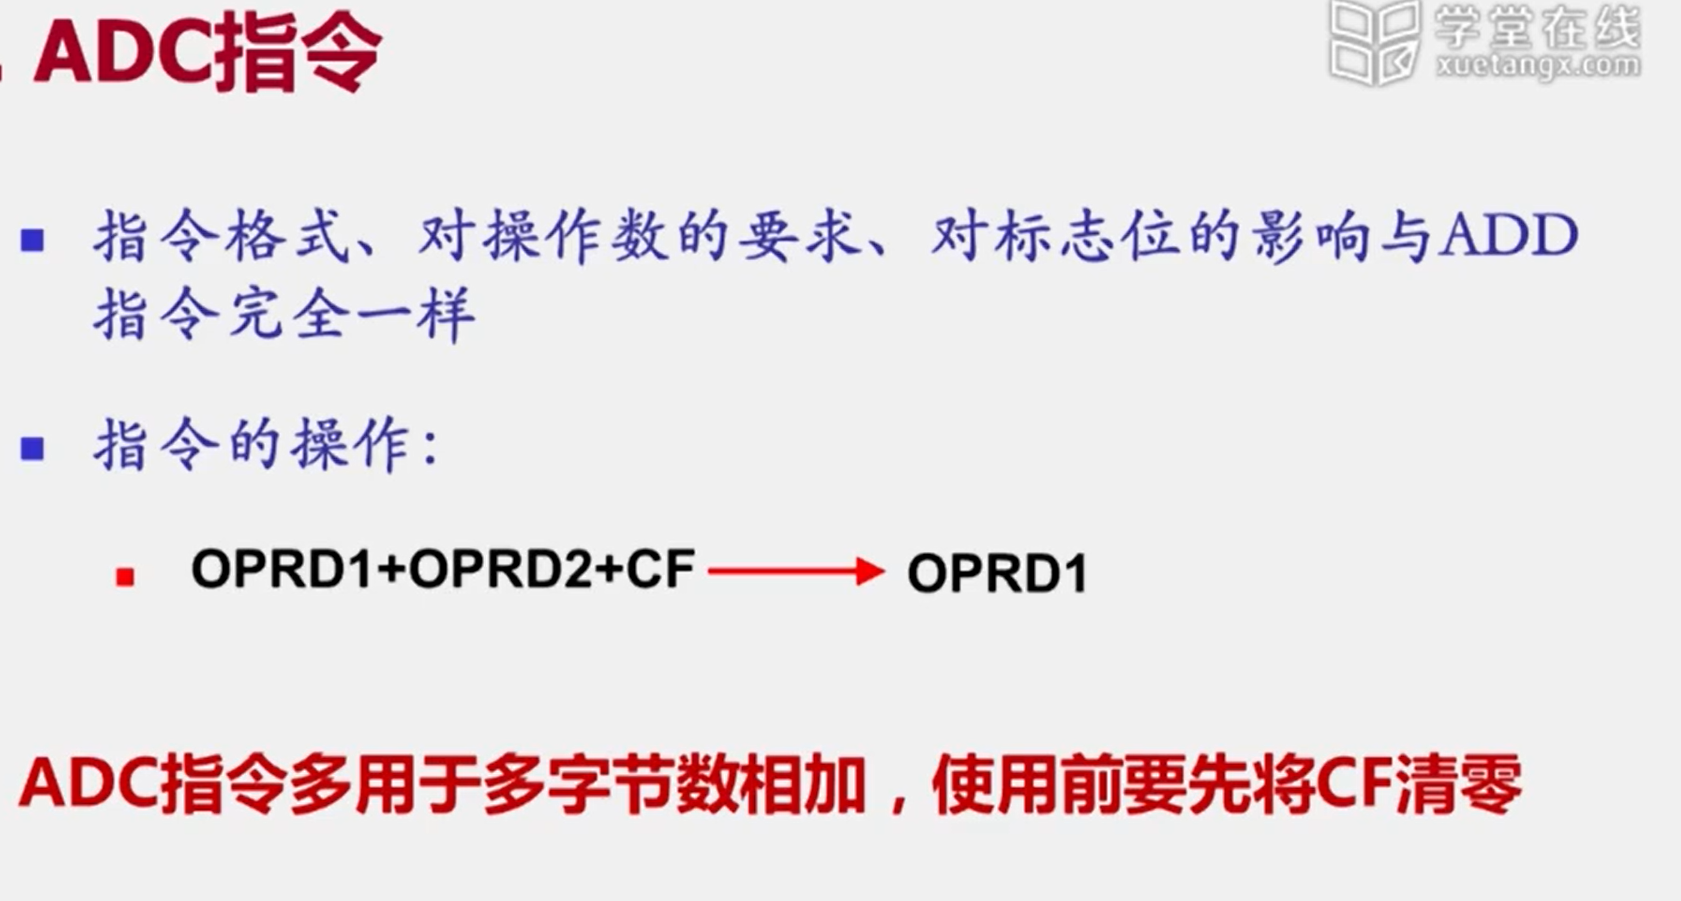 ADC指令
学堂在线
xuetangx.com
指令格式、对操作数的要求、对标志位的影响与ADD
指令完全一样
指令的操作：
OPRD1+OPRD2+CF → OPRD1
ADC指令多用于多字节数相加，使用前要先将CF清零